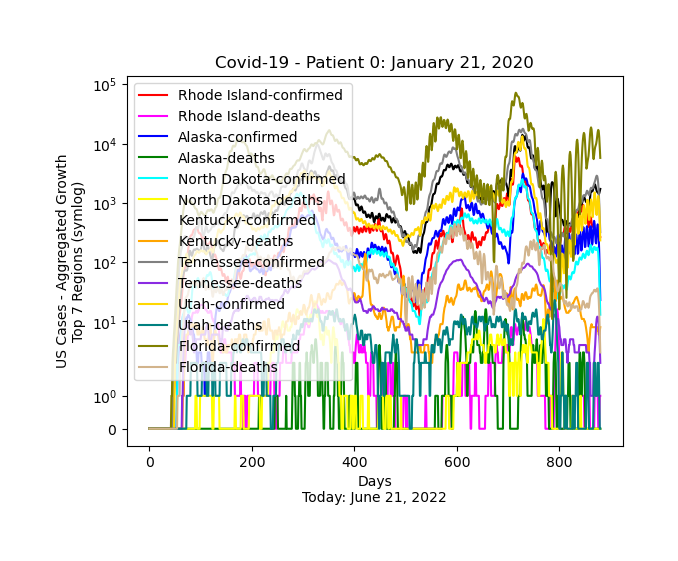 Covid-19 - Patient 0: January 21, 2020
US Cases - Aggregated Growth
Top 7 Regions (symlog)
10^5
10^4
10^3
10^2
10^1
10^0
0
Rhode Island-confirmed
Rhode Island-deaths
Alaska-confirmed
Alaska-deaths
North Dakota-confirmed
North Dakota-deaths
Kentucky-confirmed
Kentucky-deaths
Tennessee-confirmed
Tennessee-deaths
Utah-confirmed
Utah-deaths
Florida-confirmed
Florida-deaths
0 200 400 600 800
Days
Today: June 21, 2022